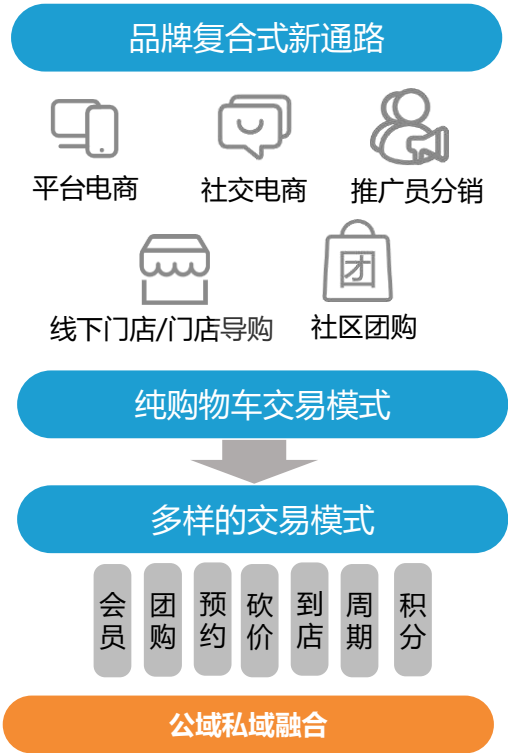 品牌复合式新通路
平台电商
社交电商
推广员分销
团
线下门店/门店导购
社区团购
纯购物车交易模式
多样的交易模式
会员
团购
预约
砍价
到店
周期
积分
公域私域融合